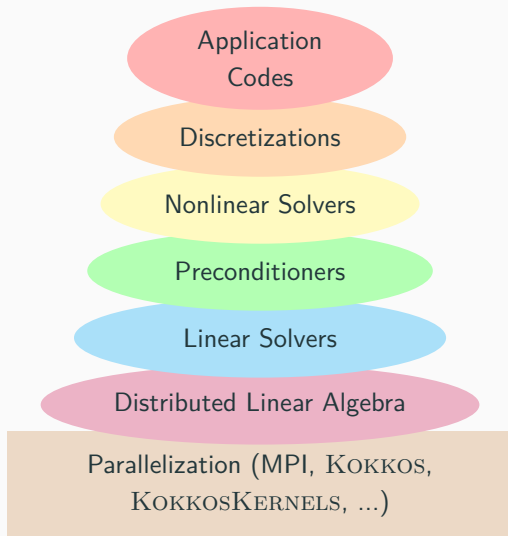 Application
Codes
Discretizations
Nonlinear Solvers
Preconditioners
Linear Solvers
Distributed Linear Algebra
Parallelization (MPI, KOKKOS,
KOKKOSKERNELS, ...)